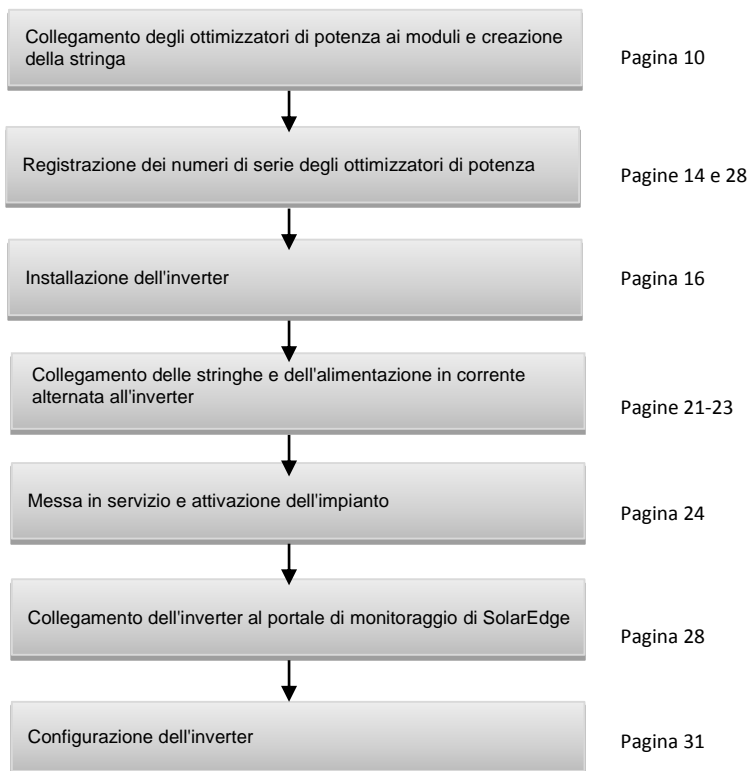 Collegamento degli ottimizzatori di potenza ai moduli e creazione
della stringa
Pagina 10
Registrazione dei numeri di serie degli ottimizzatori di potenza
Pagine 14 e 28
Installazione dell'inverter
Pagina 16
Collegamento delle stringhe e dell'alimentazione in corrente
alternata all'inverter
Pagine 21-23
Messa in servizio e attivazione dell'impianto
Pagina 24
Collegamento dell'inverter al portale di monitoraggio di SolarEdge
Pagina 28
Configurazione dell'inverter
Pagina 31